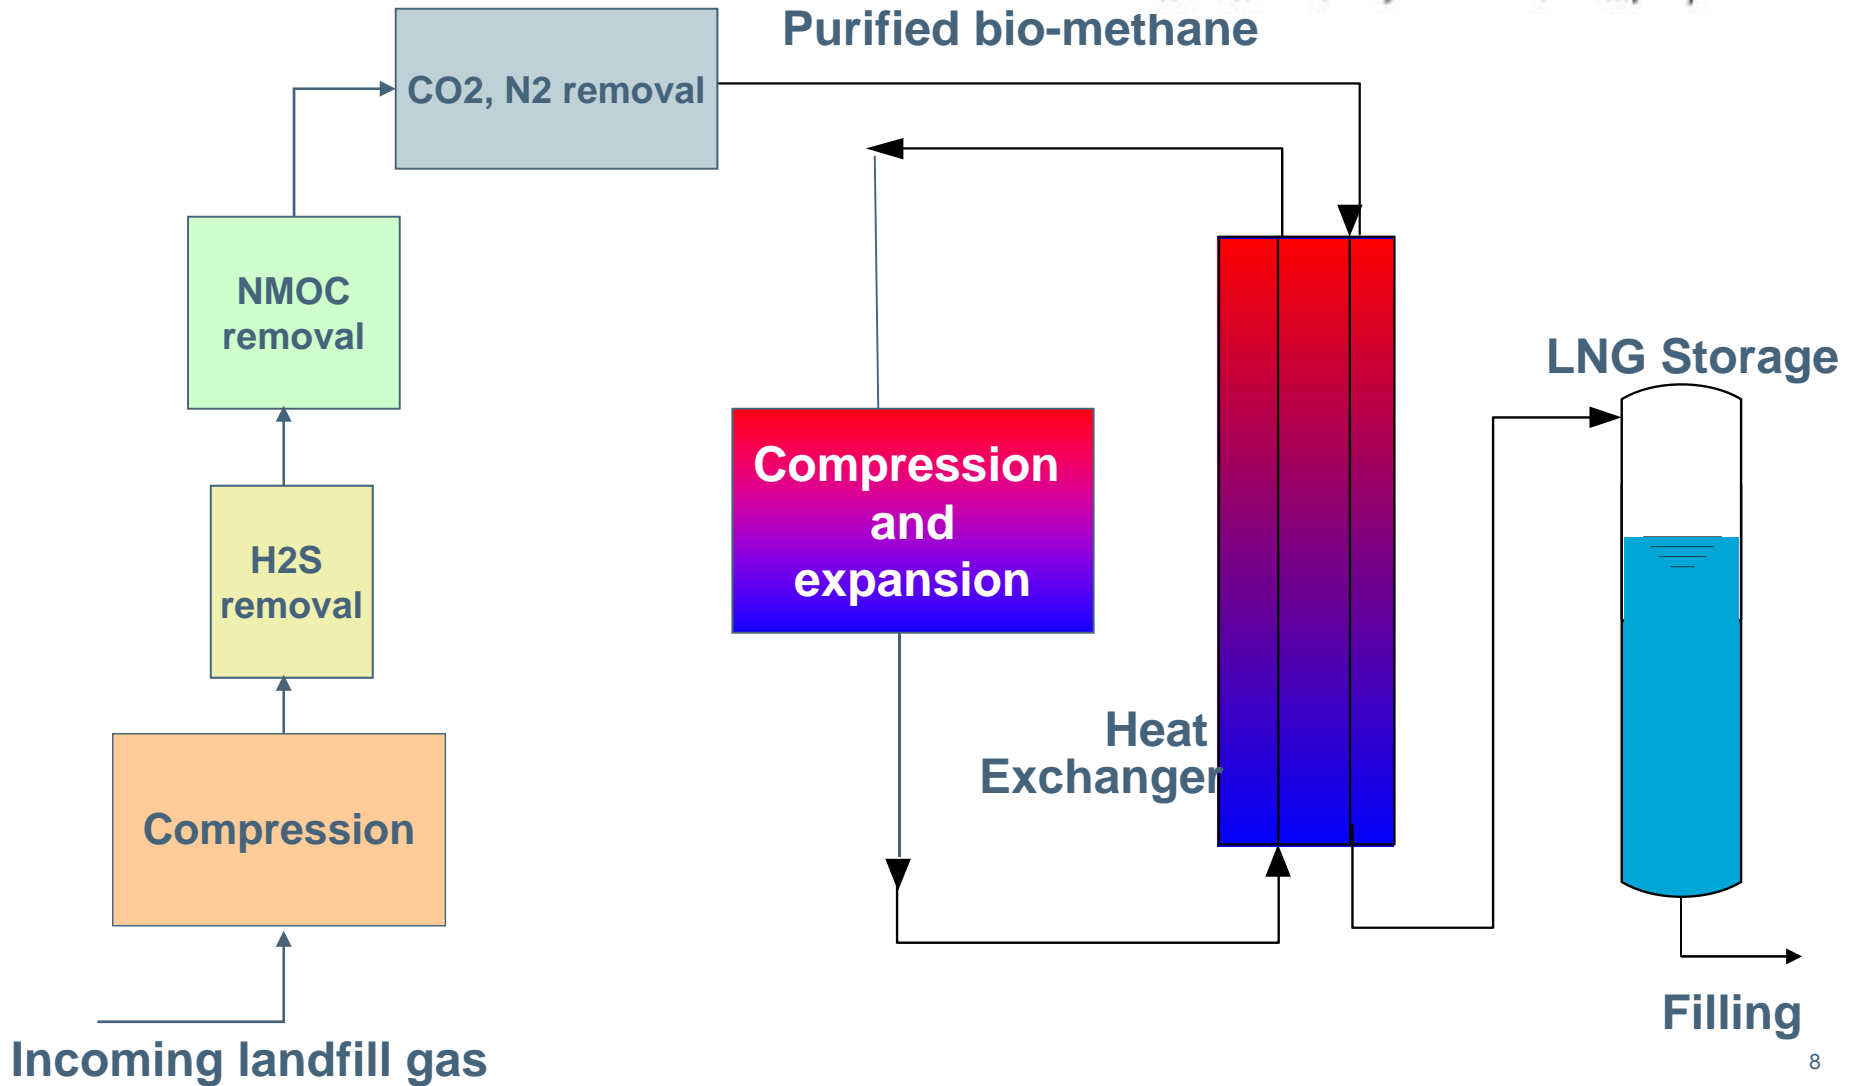 Purified bio-methane
CO2, N2 removal
NMOC
removal
LNG Storage
Compression
and
expansion
H2S
removal
Heat
Exchanger
Compression
Filling
Incoming landfill gas
8